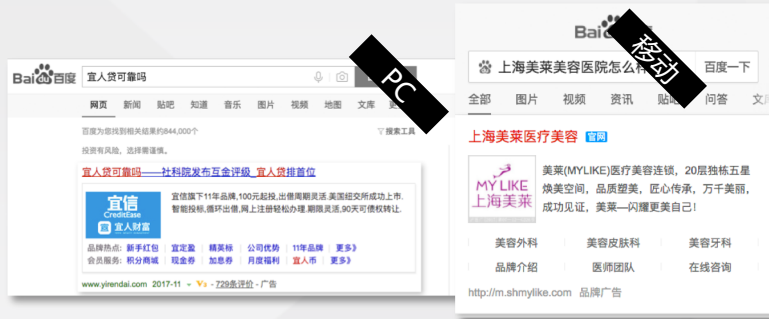 Baidu百度
宜人贷可靠吗
PC
网页 新闻 贴吧 知道 音乐 图片 视频 地图 文库
百度为您找到相关结果约844,000个
搜索工具
投资有风险，选择需谨慎。
宜人贷可靠吗——社科院发布互金评级_宜人贷排首位
宜信
CreditEase
宜人财富
宜信旗下11年品牌,100元起投,出借周期灵活.美国纽交所成功上市.
智能投标,循环出借,网上注册轻松办理.期限灵活,90天可债权转让.
品牌热点: 新手红包 宜定盈 精英标 公司优势 11年品牌 更多》
会员服务: 积分商城 现金券 加息券 月度福利 宜人币 更多》
www.yirendai.com 2017-11 V3 - 729条评价 - 广告
Bai
移动
上海美莱美容医院怎么
百度一下
全部 图片 视频 资讯 贴吧 问答
上海美莱医疗美容 官网
MYLIKE
上海美莱
美莱(MYLIKE)医疗美容连锁，20层独栋五星
焕美空间，品质塑美，匠心传承，万千美丽，
成功见证，美莱—闪耀更美自己！
美容外科 美容皮肤科 美容牙科
品牌介绍 医师团队 在线咨询
http://m.shmylike.com 品牌广告